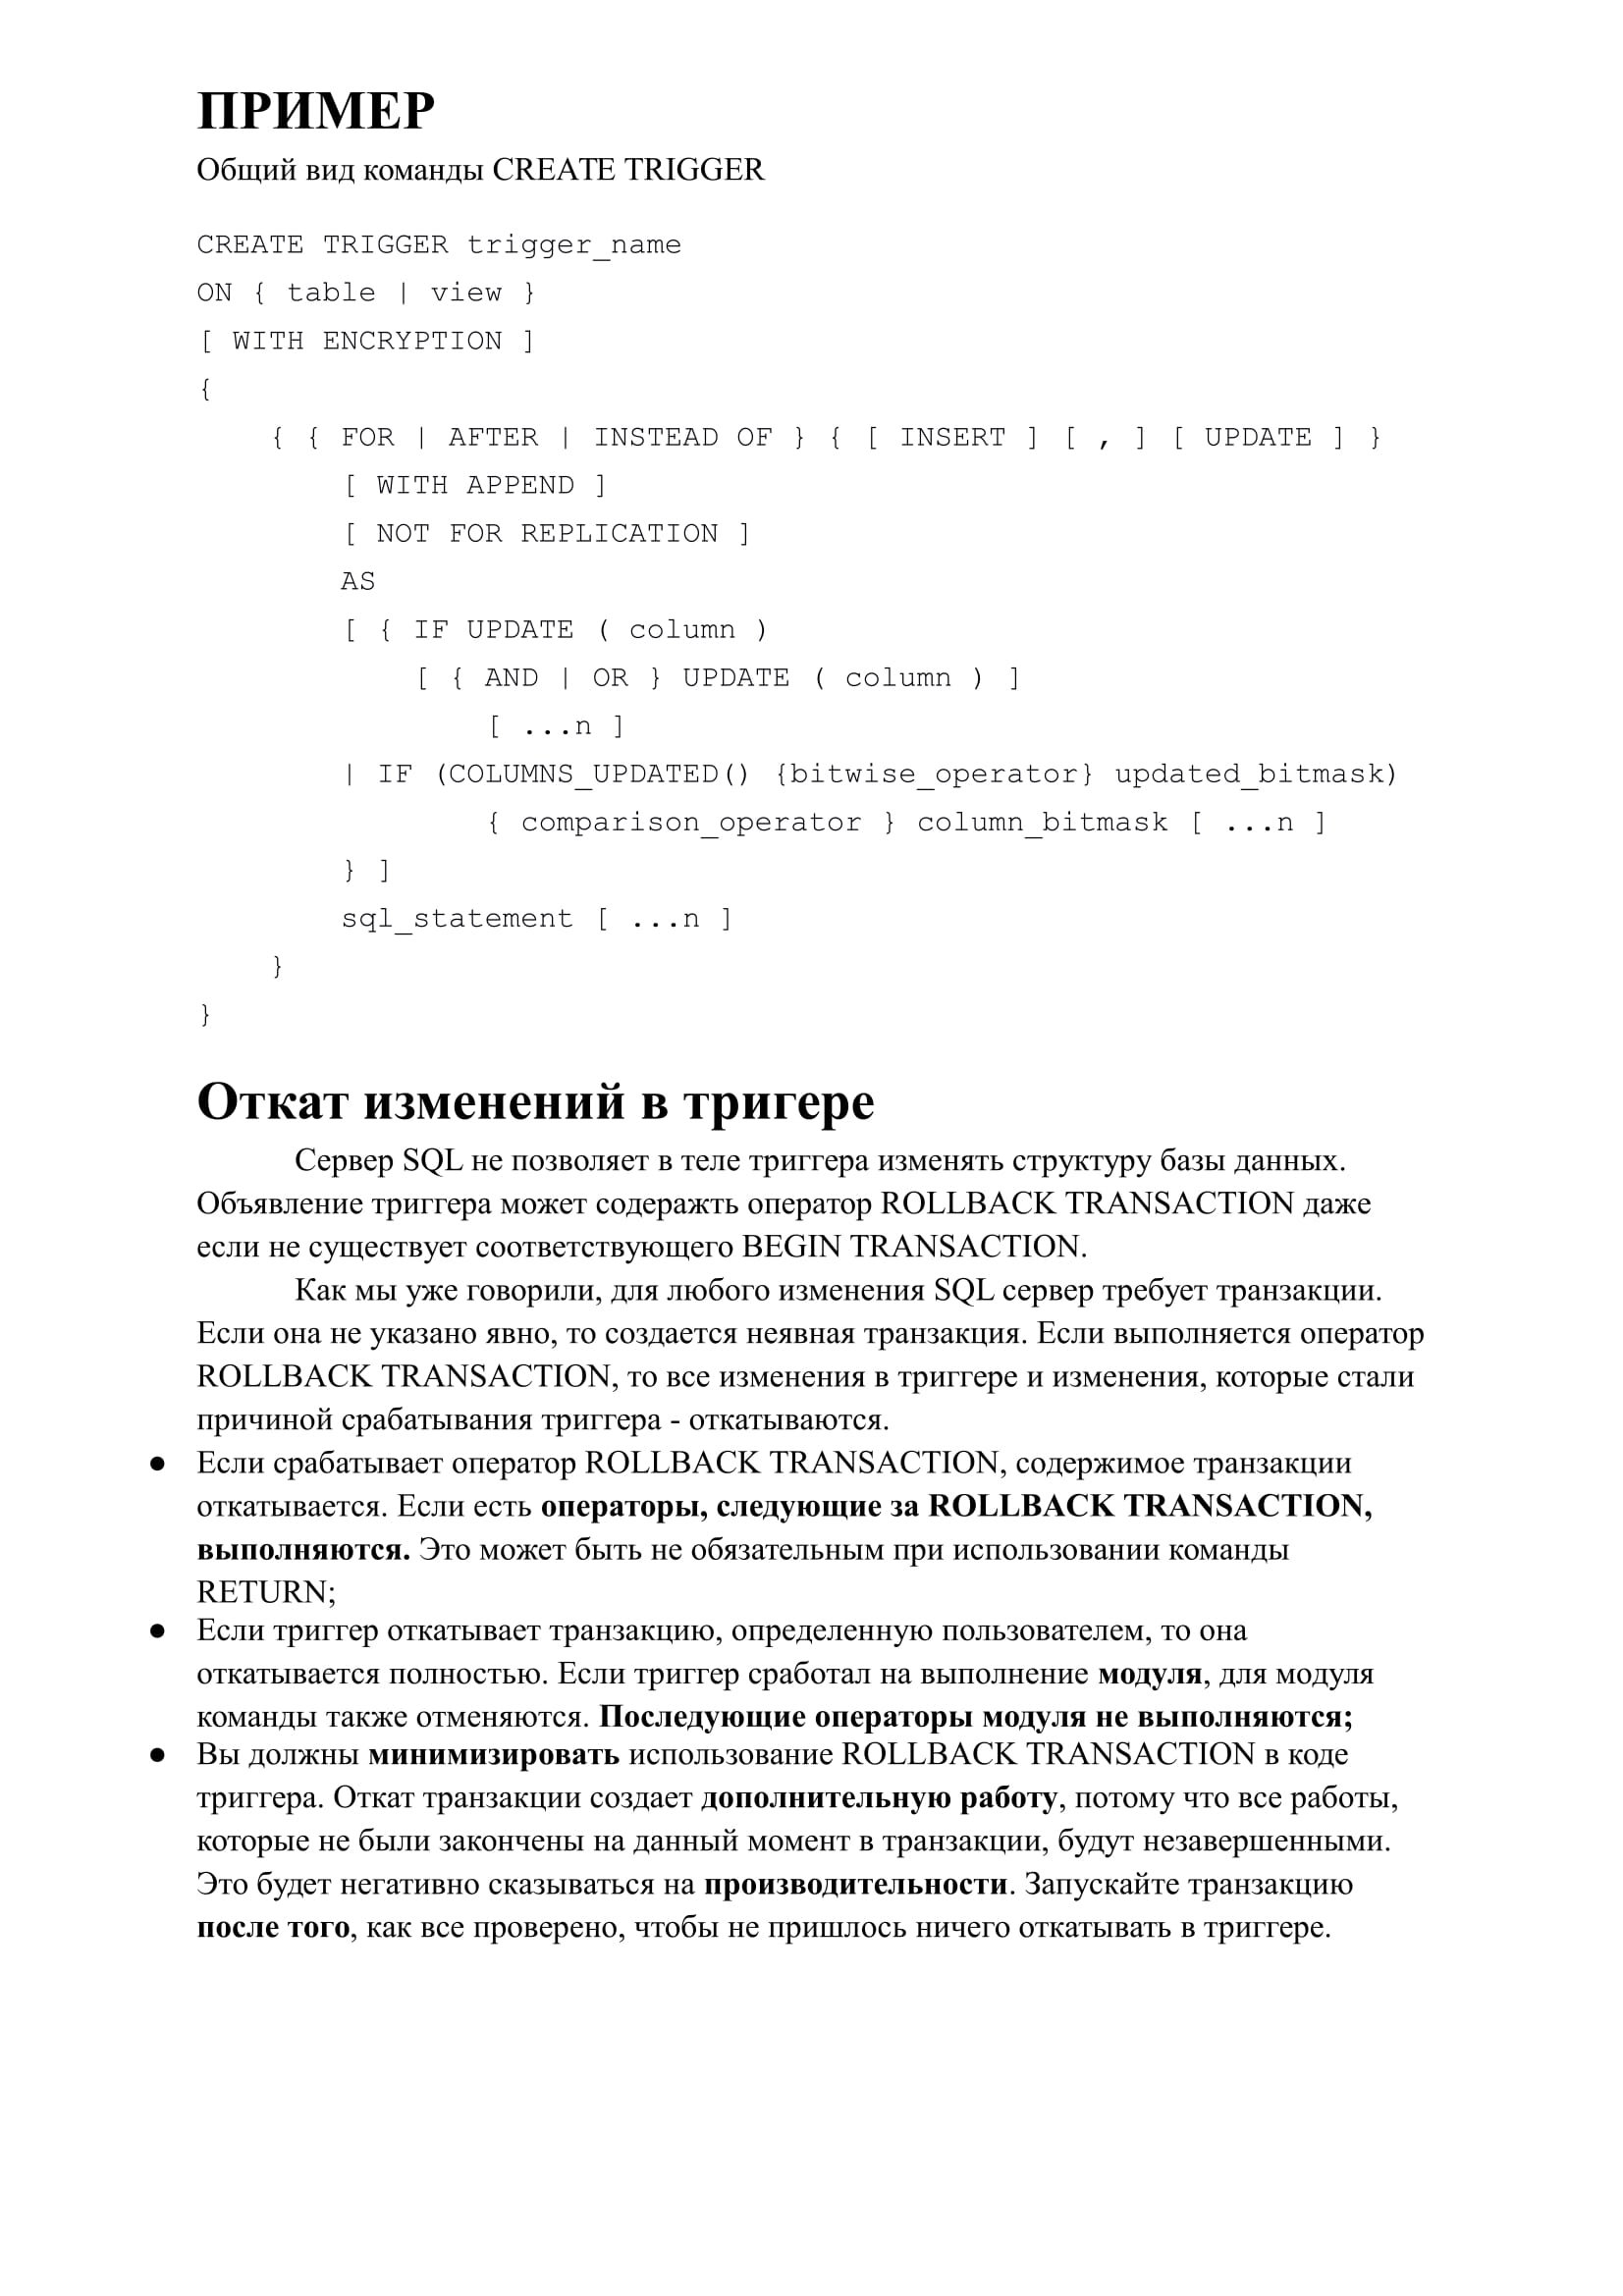 ПРИМЕР
Общий вид команды CREATE TRIGGER
CREATE TRIGGER trigger_name
ON { table | view }
[ WITH ENCRYPTION ]
{
{ { FOR | AFTER | INSTEAD OF } { [ INSERT ] [ , ] [ UPDATE ] }
[ WITH APPEND ]
[ NOT FOR REPLICATION ]
AS
[ { IF UPDATE ( column )
[ { AND | OR } UPDATE ( column ) ]
[ ...n ]
| IF (COLUMNS_UPDATED() {bitwise_operator} updated_bitmask)
{ comparison_operator } column_bitmask [ ...n ]
} ]
sql_statement [ ...n ]
}
}
Откат изменений в тригере
Сервер SQL не позволяет в теле триггера изменять структуру базы данных.
Объявление триггера может содеражть оператор ROLLBACK TRANSACTION даже
если не существует соответствующего BEGIN TRANSACTION.
Как мы уже говорили, для любого изменения SQL сервер требует транзакции.
Если она не указано явно, то создается неявная транзакция. Если выполняется оператор
ROLLBACK TRANSACTION, то все изменения в триггере и изменения, которые стали
причиной срабатывания триггера - откатываются.
● Если срабатывает оператор ROLLBACK TRANSACTION, содержимое транзакции
откатывается. Если есть операторы, следующие за ROLLBACK TRANSACTION,
выполняются. Это может быть не обязательным при использовании команды
RETURN;
● Если триггер откатывает транзакцию, определенную пользователем, то она
откатывается полностью. Если триггер сработал на выполнение модуля, для модуля
команды также отменяются. Последующие операторы модуля не выполняются;
● Вы должны минимизировать использование ROLLBACK TRANSACTION в коде
триггера. Откат транзакции создает дополнительную работу, потому что все работы,
которые не были закончены на данный момент в транзакции, будут незавершенными.
Это будет негативно сказываться на производительности. Запускайте транзакцию
после того, как все проверено, чтобы не пришлось ничего откатывать в триггере.